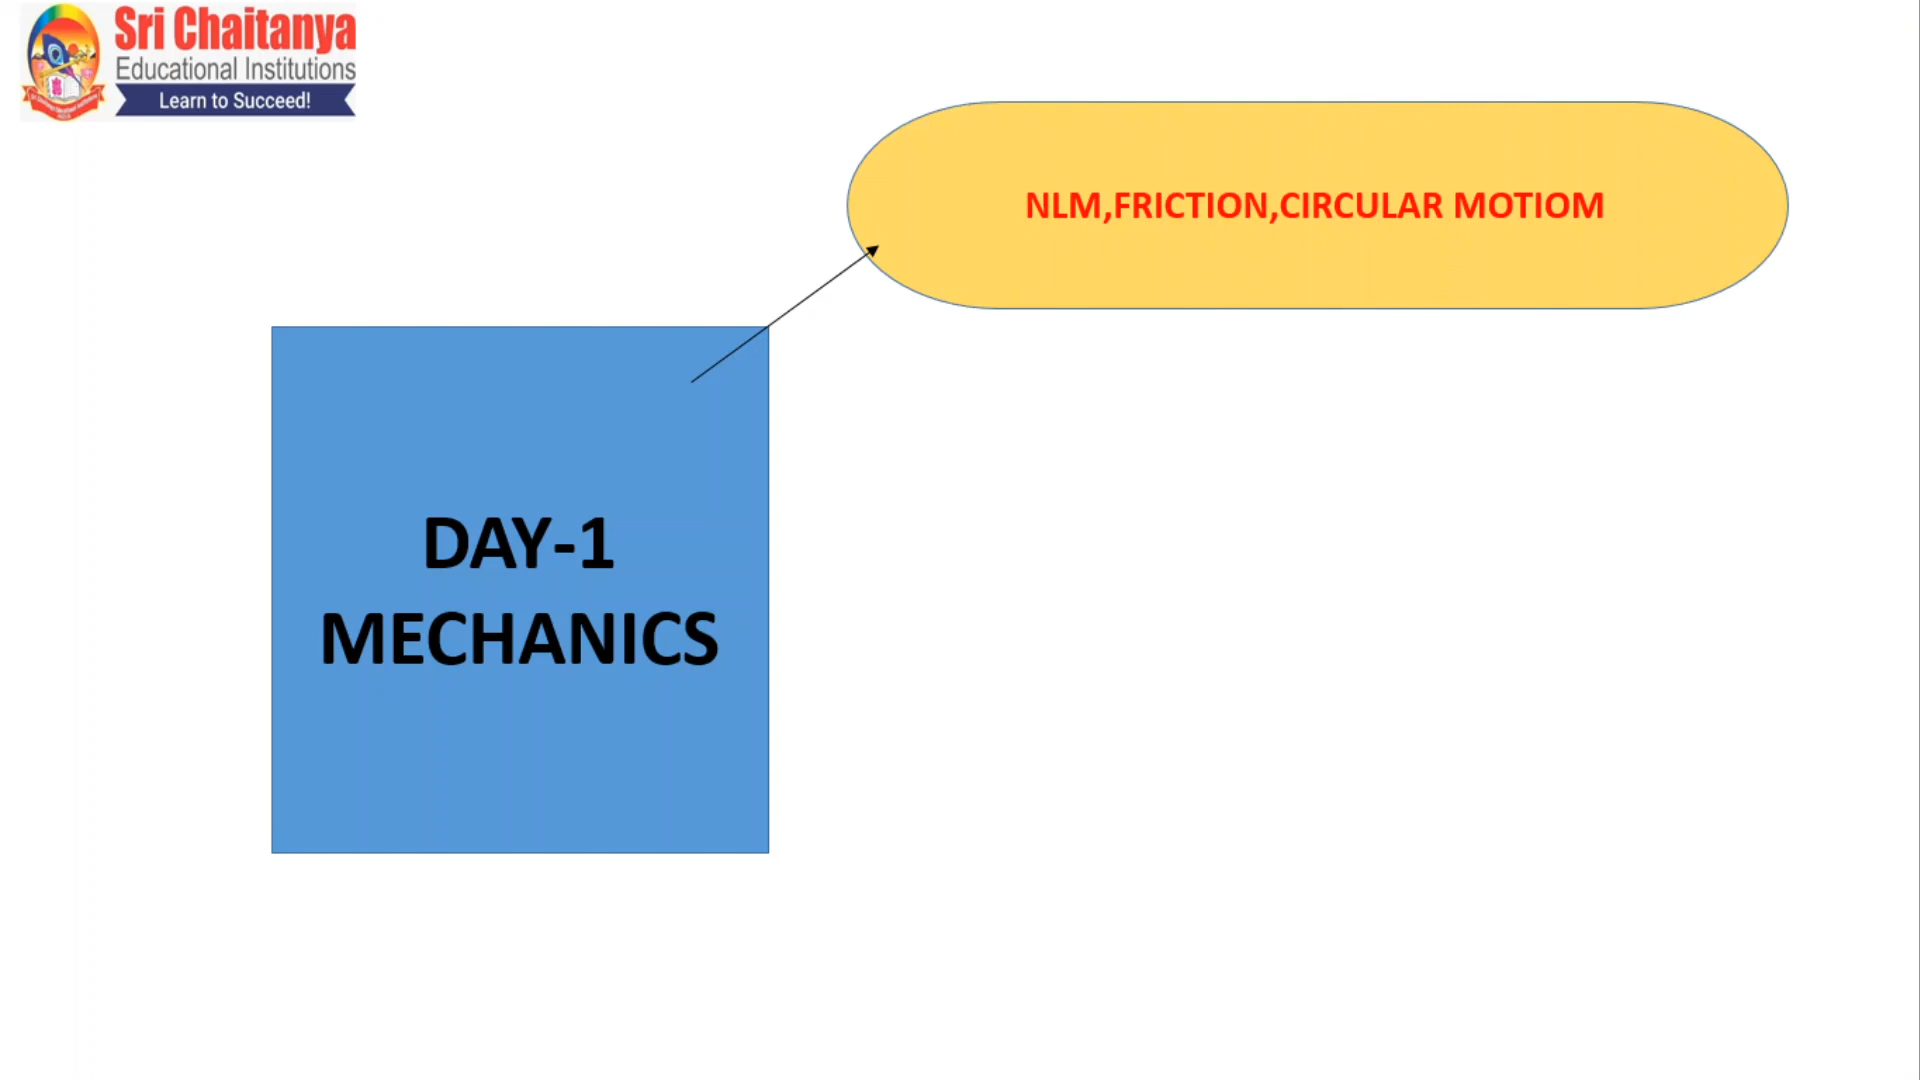 Sri Chaitanya
Educational Institutions
Learn to Succeed!
NLM,FRICTION,CIRCULAR MOTIOM
DAY-1
MECHANICS